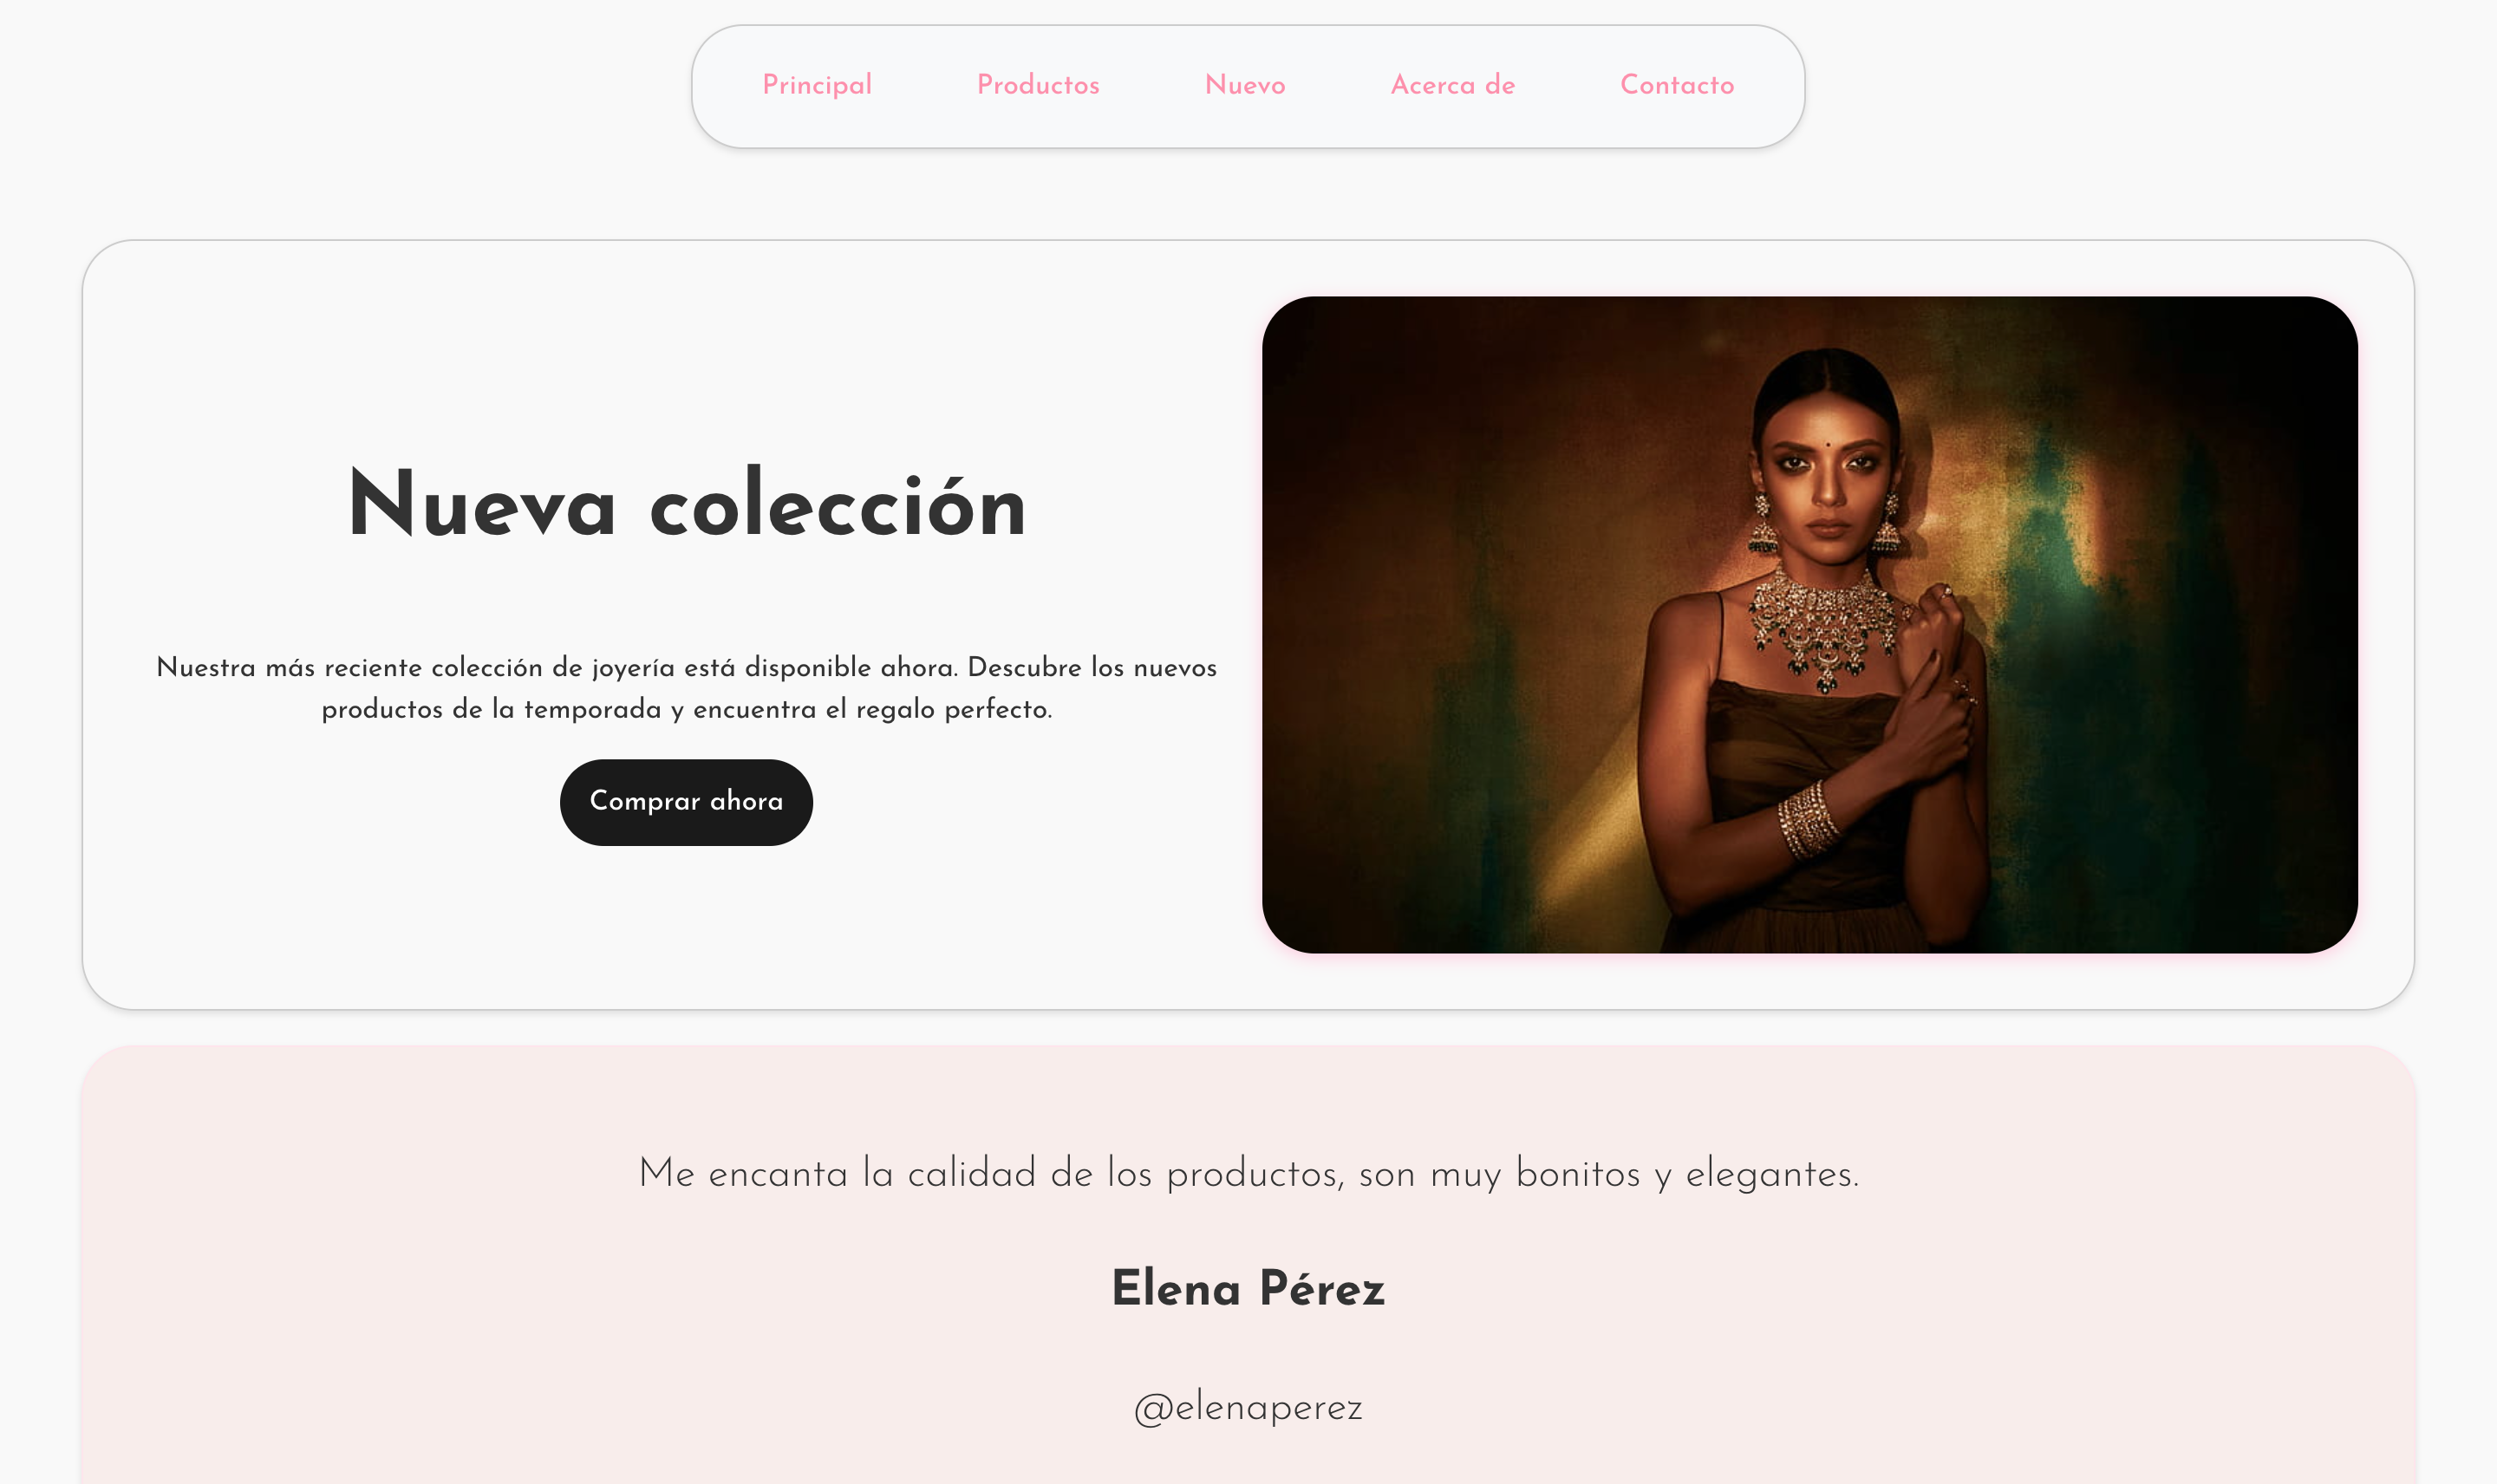 Principal Productos Nuevo Acerca de Contacto
Nueva colección
Nuestra más reciente colección de joyería está disponible ahora. Descubre los nuevos
productos de la temporada y encuentra el regalo perfecto.
Comprar ahora
Me encanta la calidad de los productos, son muy bonitos y elegantes.
Elena Pérez
@elenaperez